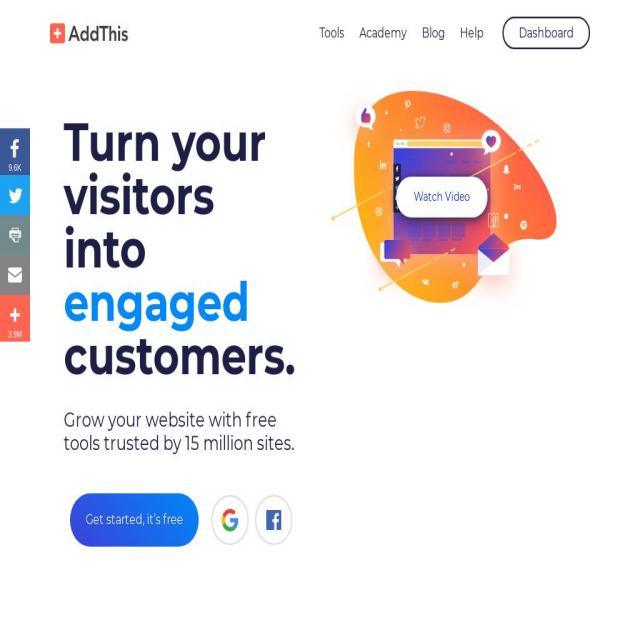 AddThis
Tools Academy Blog Help Dashboard
Turn your
visitors
into
engaged
customers.
Watch Video
9.6K
3.9M
Grow your website with free
tools trusted by 15 million sites.
Get started, it's free